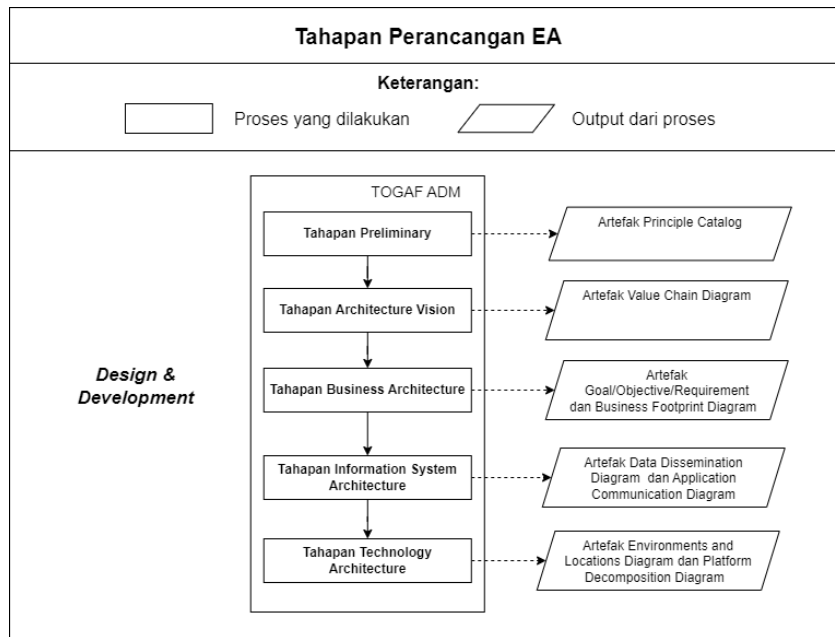 Tahapan Perancangan EA
Keterangan:
Proses yang dilakukan
Output dari proses
TOGAF ADM
Tahapan Preliminary
Artefak Principle Catalog
Tahapan Architecture Vision
Artefak Value Chain Diagram
Design &
Development
Tahapan Business Architecture
Artefak
Goal/Objective/Requirement
dan Business Footprint Diagram
Tahapan Information System
Architecture
Artefak Data Dissemination
Diagram dan Application
Communication Diagram
Tahapan Technology
Architecture
Artefak Environments and
Locations Diagram dan Platform
Decomposition Diagram